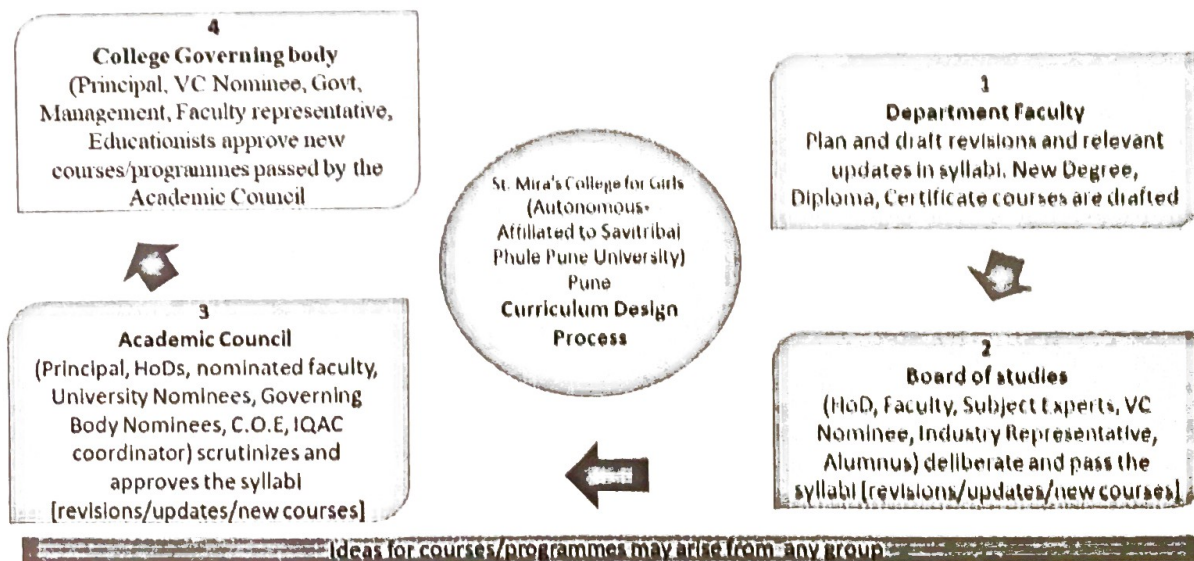 4
College Governing body
(Principal, VC Nominee, Govt,
Management, Faculty representative,
Educationists approve new
courses/programmes passed by the
Academic Council
1
Department Faculty
Plan and draft revisions and relevant
updates in syllabi. New Degree,
Diploma, Certificate courses are drafted
St. Mira's College for Girls
(Autonomous-
Affiliated to Savitribai
Phule Pune University)
Pune
Curriculum Design
Process
3
Academic Council
(Principal, HoDs, nominated faculty,
University Nominees, Governing
Body Nominees, C.O.E, IQAC
coordinator) scrutinizes and
approves the syllabi
[revisions/updates/new courses]
2
Board of studies
(HoD, Faculty, Subject Experts, VC
Nominee, Industry Representative,
Alumnus) deliberate and pass the
syllabi [revisions/updates/new courses]
Ideas for courses/programmes may arise from any group